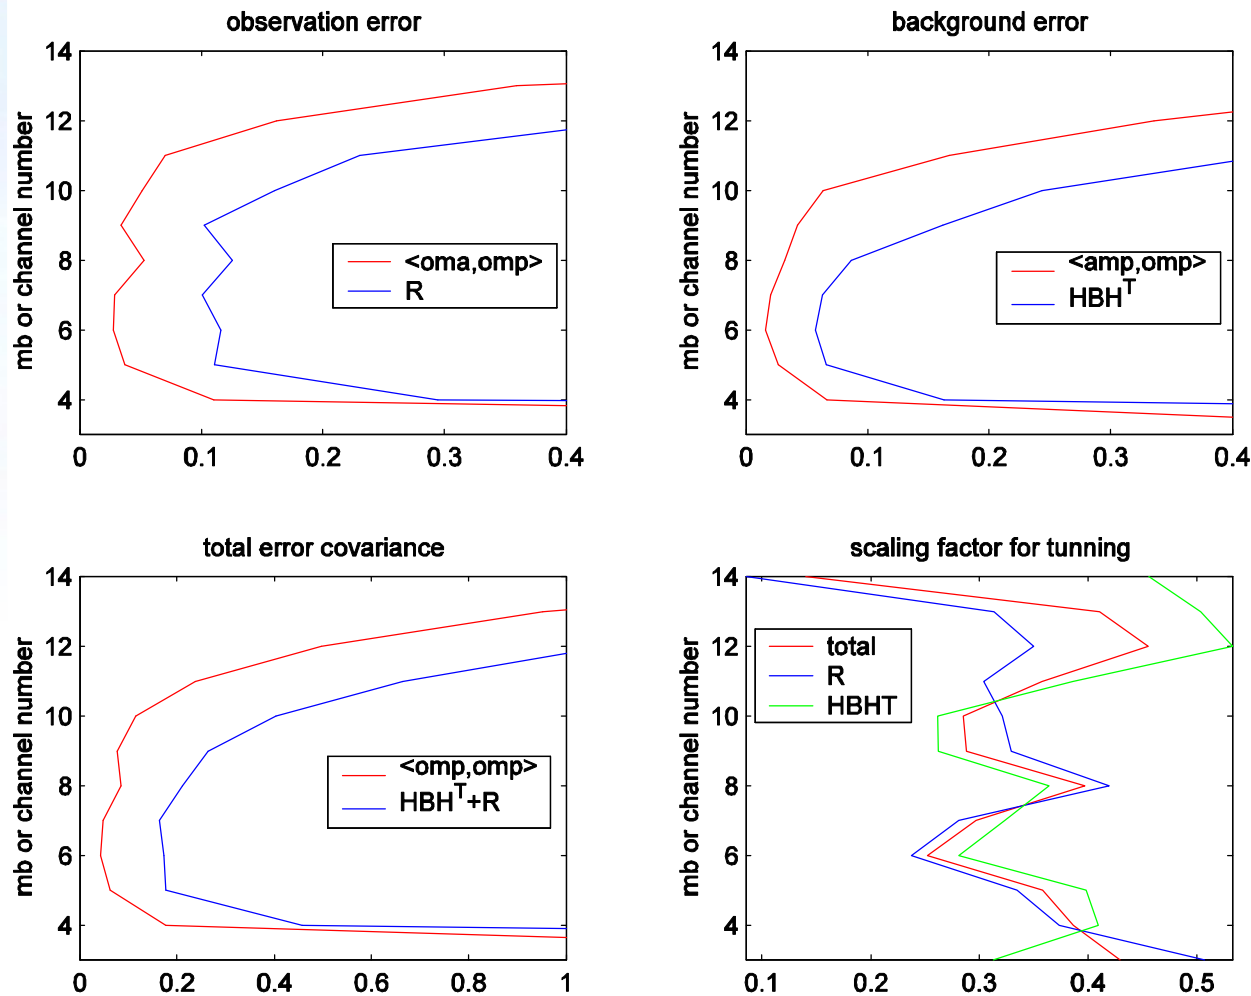 observation error
14
12
10
8
6
4
mb or channel number
<oma,omp>
R
0 0.1 0.2 0.3 0.4
background error
14
12
10
8
6
4
mb or channel number
<amp,omp>
HBH^T
0 0.1 0.2 0.3 0.4
total error covariance
14
12
10
8
6
4
mb or channel number
<omp,omp>
HBH^T+R
0 0.2 0.4 0.6 0.8 1
scaling factor for tunning
14
12
10
8
6
4
mb or channel number
total
R
HBHT
0.1 0.2 0.3 0.4 0.5